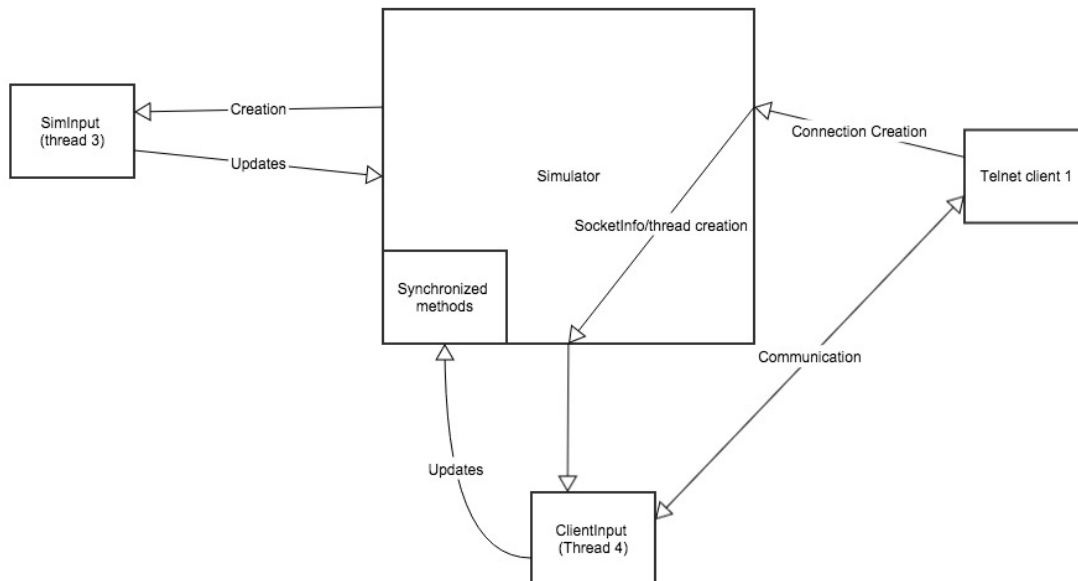 SimInput
(thread 3)
Creation
Updates
Simulator
SocketInfo/thread creation
Synchronized
methods
Connection Creation
Telnet client 1
Communication
Updates
ClientInput
(Thread 4)